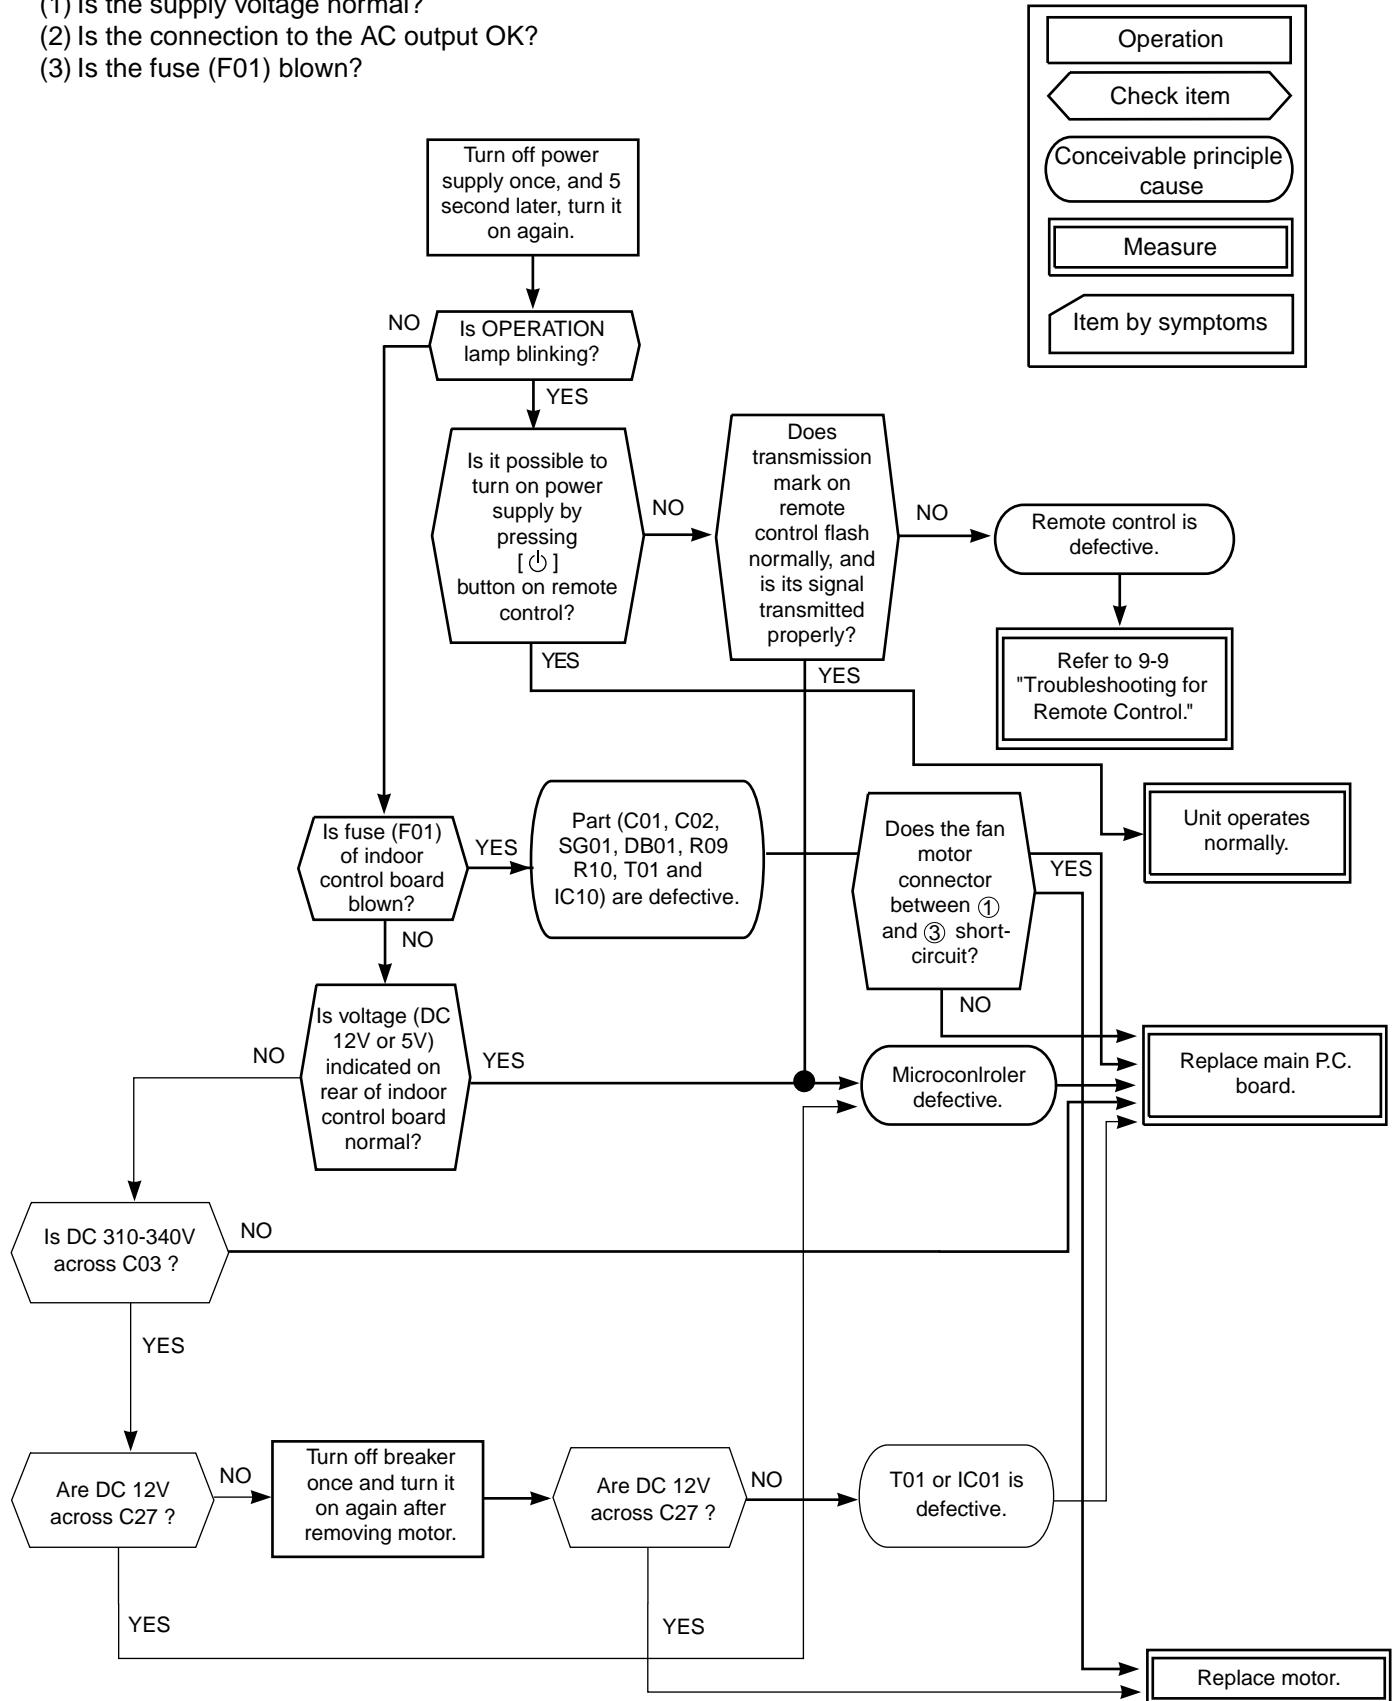 (1) Is the supply voltage normal?
(2) Is the connection to the AC output OK?
(3) Is the fuse (F01) blown?
Operation
Check item
Conceivable principle
cause
Measure
Item by symptoms
Turn off power
supply once, and 5
second later, turn it
on again.
NO
Is OPERATION
lamp blinking?
YES
Is it possible to
turn on power
supply by
pressing
[ ⏻ ]
button on remote
control?
NO
YES
Does
transmission
mark on
remote
control flash
normally, and
is its signal
transmitted
properly?
NO
YES
Remote control is
defective.
Refer to 9-9
"Troubleshooting for
Remote Control."
Unit operates
normally.
Is fuse (F01)
of indoor
control board
blown?
YES
NO
Part (C01, C02,
SG01, DB01, R09
R10, T01 and
IC10) are defective.
Does the fan
motor
connector
between ①
and ③ short-
circuit?
YES
NO
Is voltage (DC
12V or 5V)
indicated on
rear of indoor
control board
normal?
NO
YES
Microconlroler
defective.
Replace main P.C.
board.
Is DC 310-340V
across C03 ?
NO
YES
Are DC 12V
across C27 ?
NO
YES
Turn off breaker
once and turn it
on again after
removing motor.
Are DC 12V
across C27 ?
NO
YES
T01 or IC01 is
defective.
Replace motor.